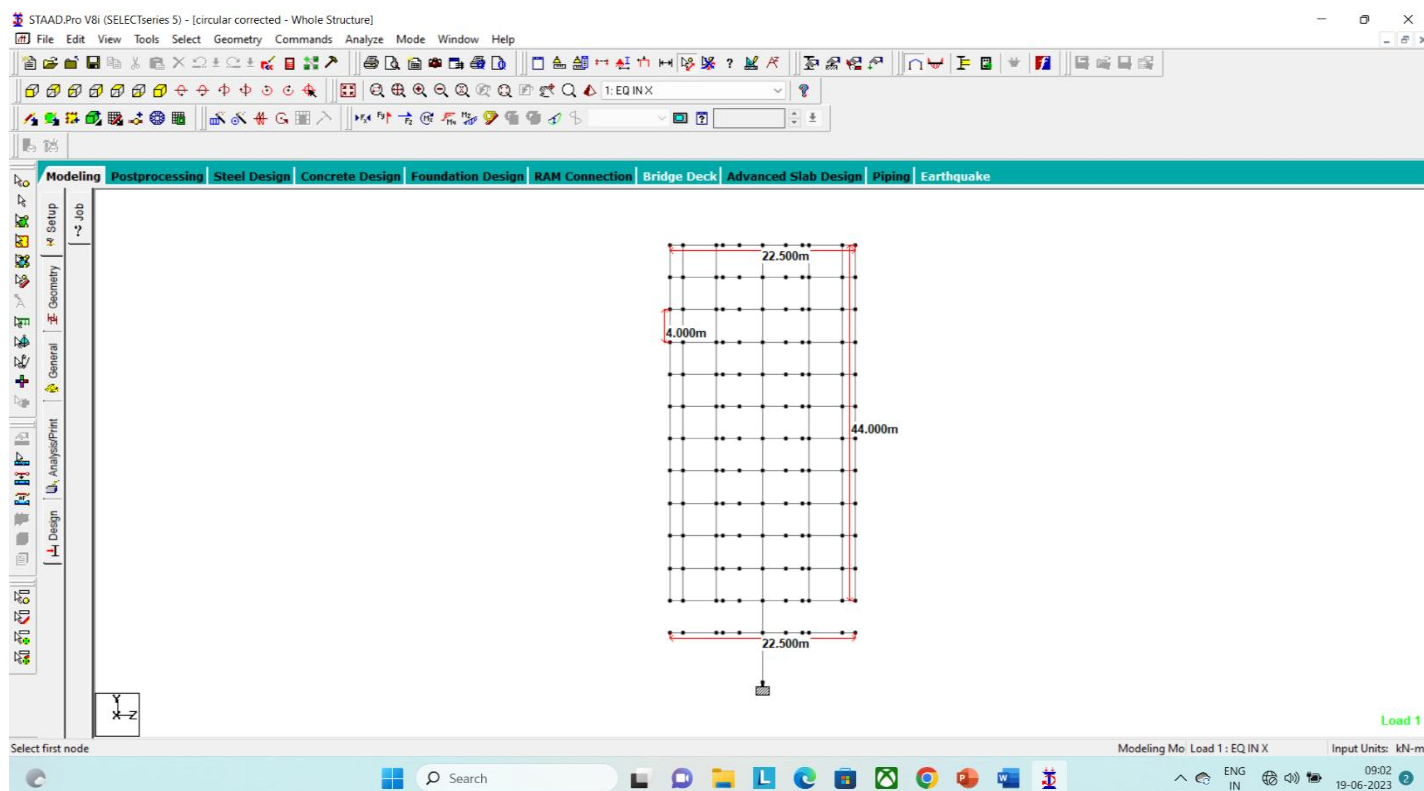 STAAD.Pro V8i (SELECTseries 5) - [circular corrected - Whole Structure]
File Edit View Tools Select Geometry Commands Analyze Mode Window Help
1: EQ IN X
Modeling Postprocessing Steel Design Concrete Design Foundation Design RAM Connection Bridge Deck Advanced Slab Design Piping Earthquake
Setup
Job
Geometry
General
Analysis/Print
Design
22.500m
4.000m
44.000m
22.500m
Y
X Z
Load 1
Select first node
Modeling Mo Load 1 : EQ IN X Input Units: kN-m
Search
ENG
IN
09:02
19-06-2023
2